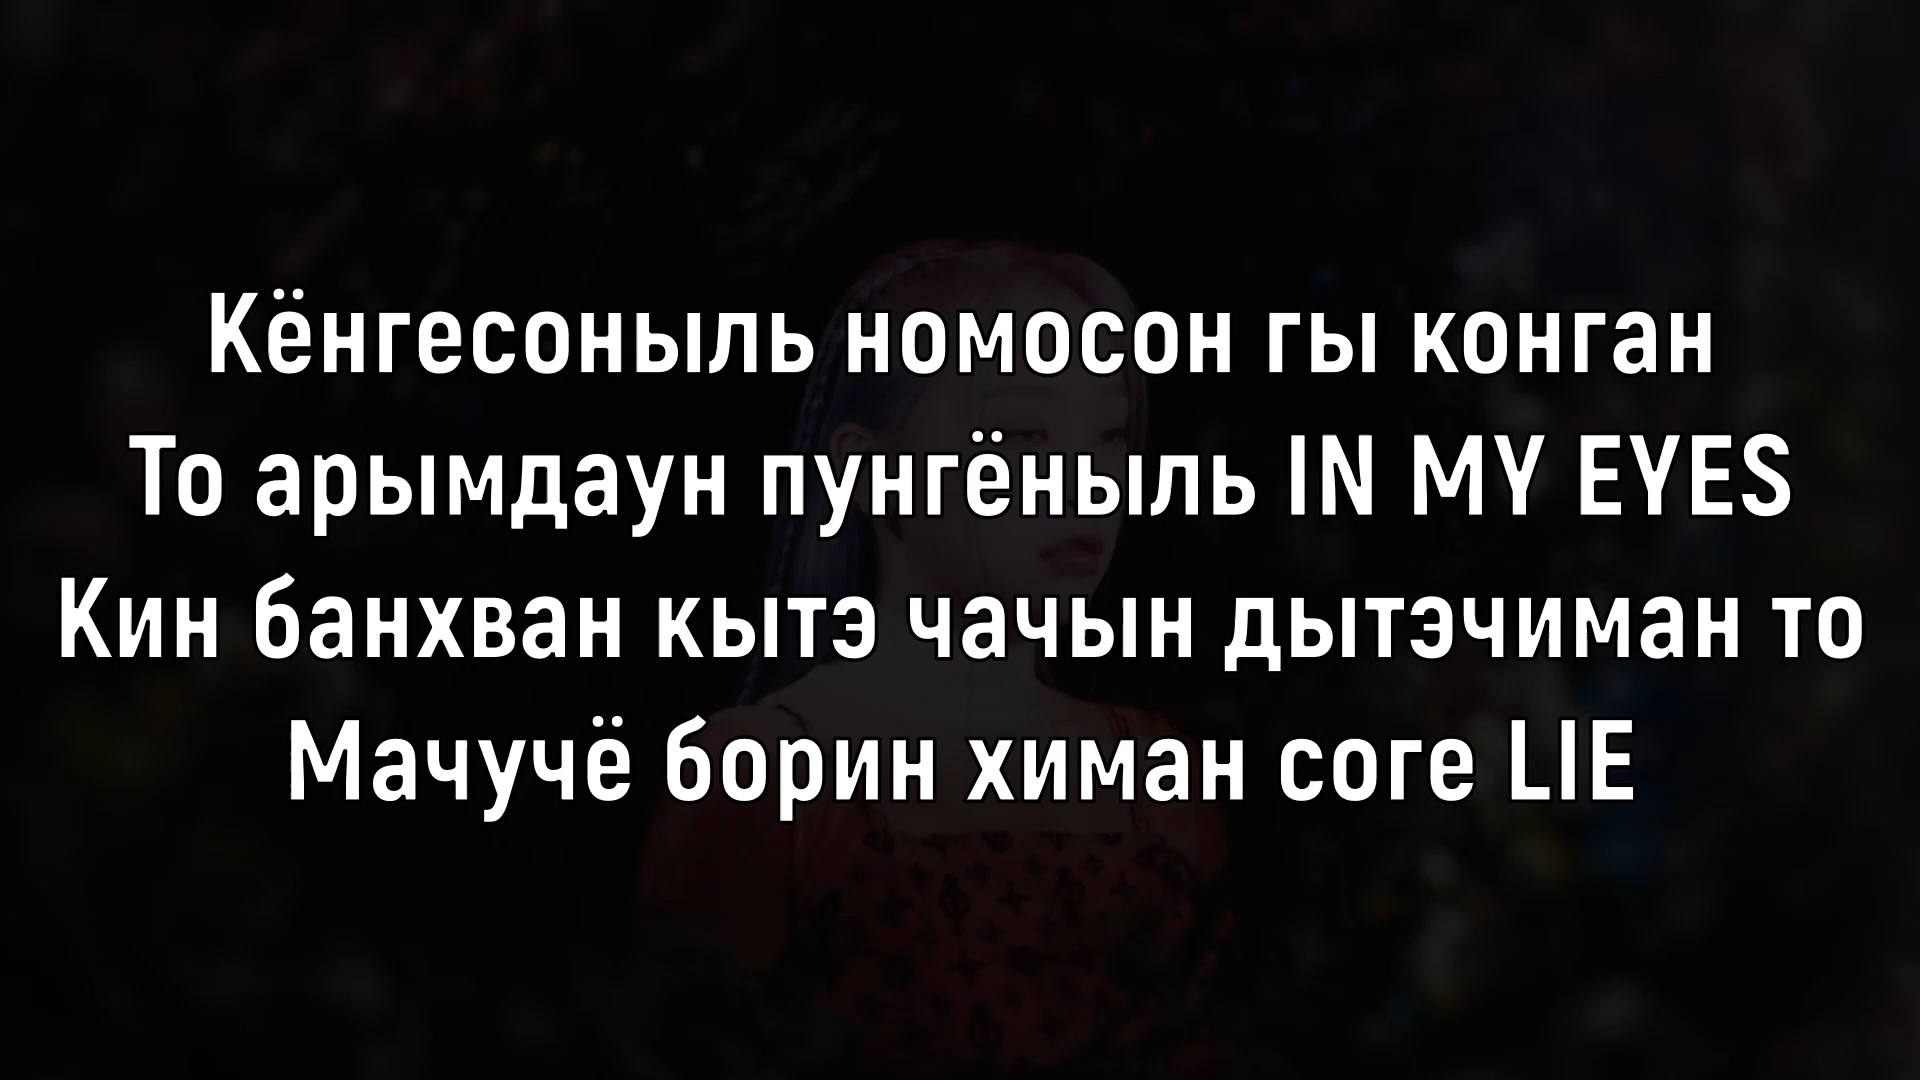 Кёнгесоныль номосон гы конган
То арымдаун пунгёныль IN MY EYES
Кин банхван кытэ чачын дытэчиман то
Мачучё борин химан соге LIE